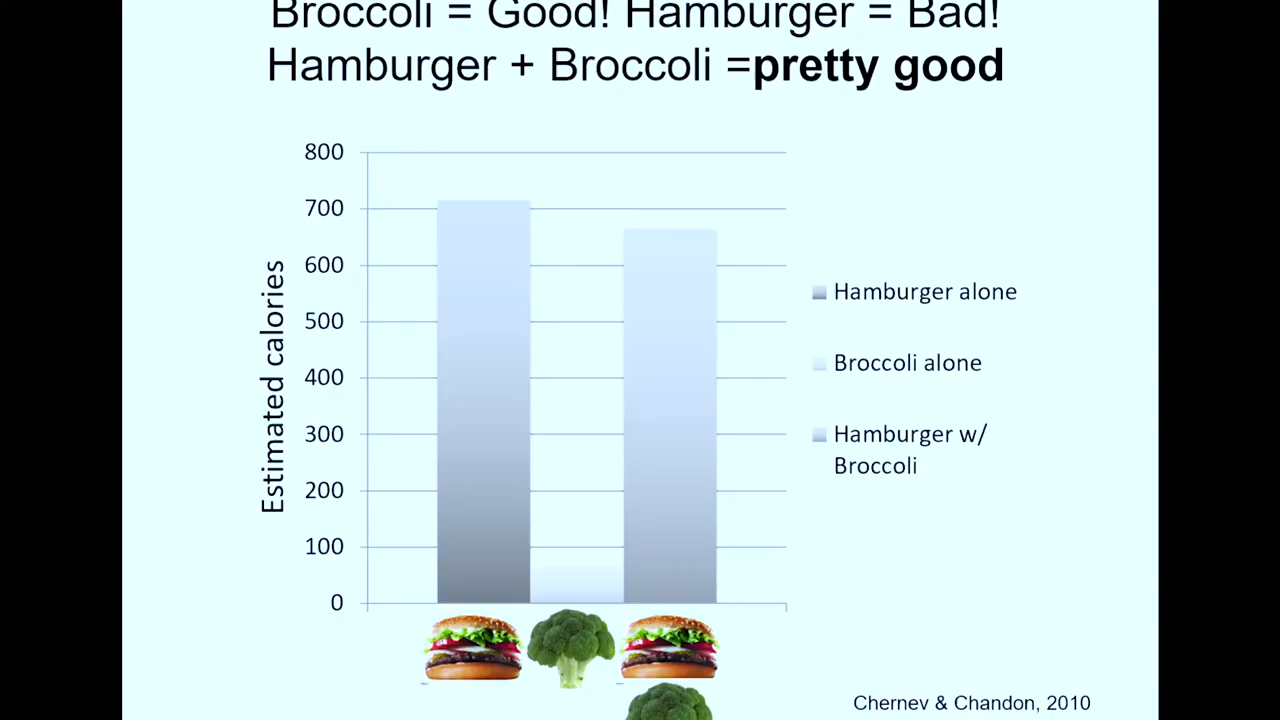 Broccoli = Good! Hamburger = Bad!
Hamburger + Broccoli =pretty good
800
700
600
500
400
300
200
100
0
Estimated calories
Hamburger alone
Broccoli alone
Hamburger w/
Broccoli
Chernev & Chandon, 2010